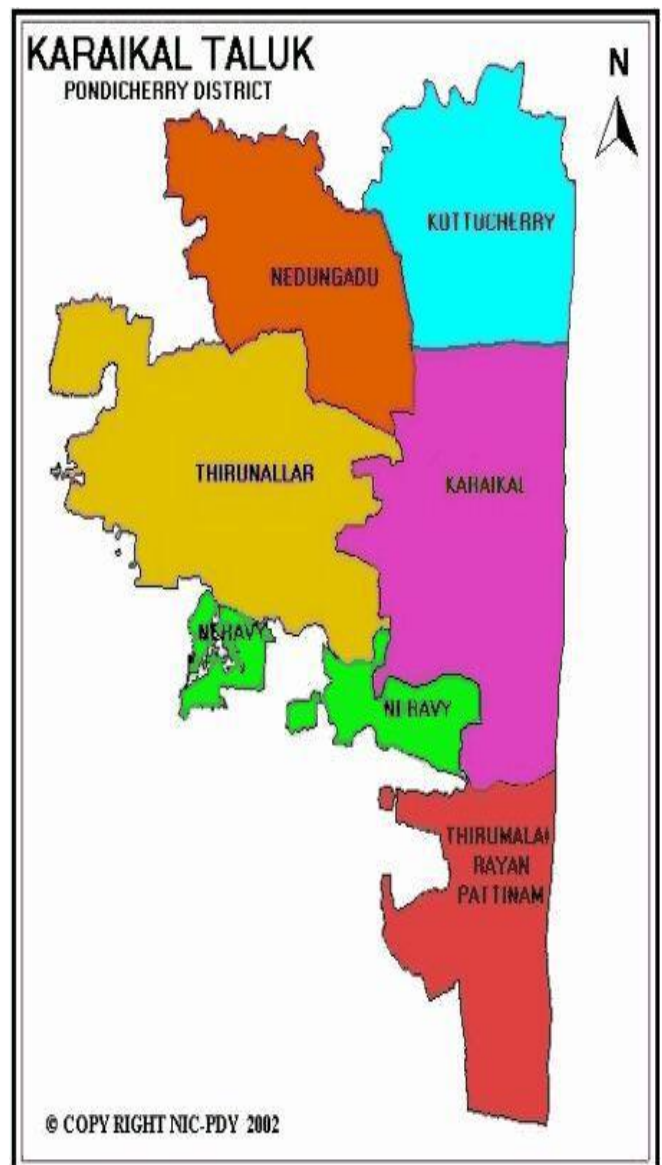 KARAIKAL TALUK
PONDICHERRY DISTRICT
N
KOTTUCHERRY
NEDUNGADU
THIRUNALLAR
KARAIKAL
NERAVY
NERAVY
THIRUMALAI
RAYAN
PATTINAM
© COPY RIGHT NIC-PDY 2002